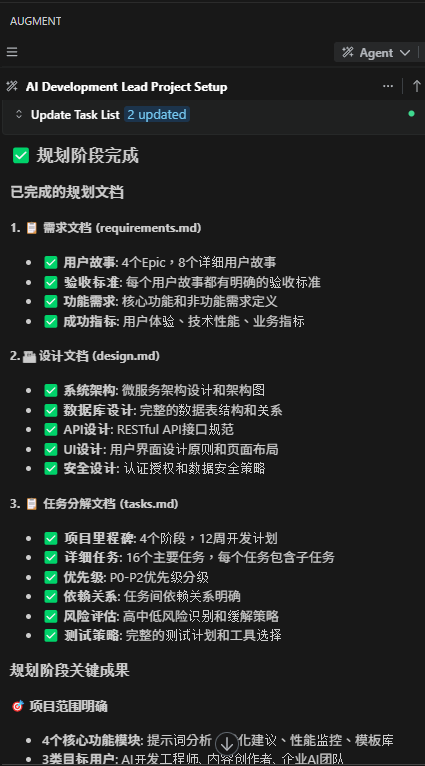 AUGMENT
Agent
AI Development Lead Project Setup
Update Task List 2 updated
规划阶段完成
已完成的规划文档
1. 需求文档 (requirements.md)
用户故事: 4个Epic，8个详细用户故事
验收标准: 每个用户故事都有明确的验收标准
功能需求: 核心功能和非功能需求定义
成功指标: 用户体验、技术性能、业务指标
2. 设计文档 (design.md)
系统架构: 微服务架构设计和架构图
数据库设计: 完整的数据表结构和关系
API设计: RESTful API接口规范
UI设计: 用户界面设计原则和页面布局
安全设计: 认证授权和数据安全策略
3. 任务分解文档 (tasks.md)
项目里程碑: 4个阶段，12周开发计划
详细任务: 16个主要任务，每个任务包含子任务
优先级: P0-P2优先级分级
依赖关系: 任务间依赖关系明确
风险评估: 高中低风险识别和缓解策略
测试策略: 完整的测试计划和工具选择
规划阶段关键成果
项目范围明确
4个核心功能模块: 提示词分析 化建议、性能监控、模板库
3类目标用户: AI开发工程师、内容创作者、企业AI团队